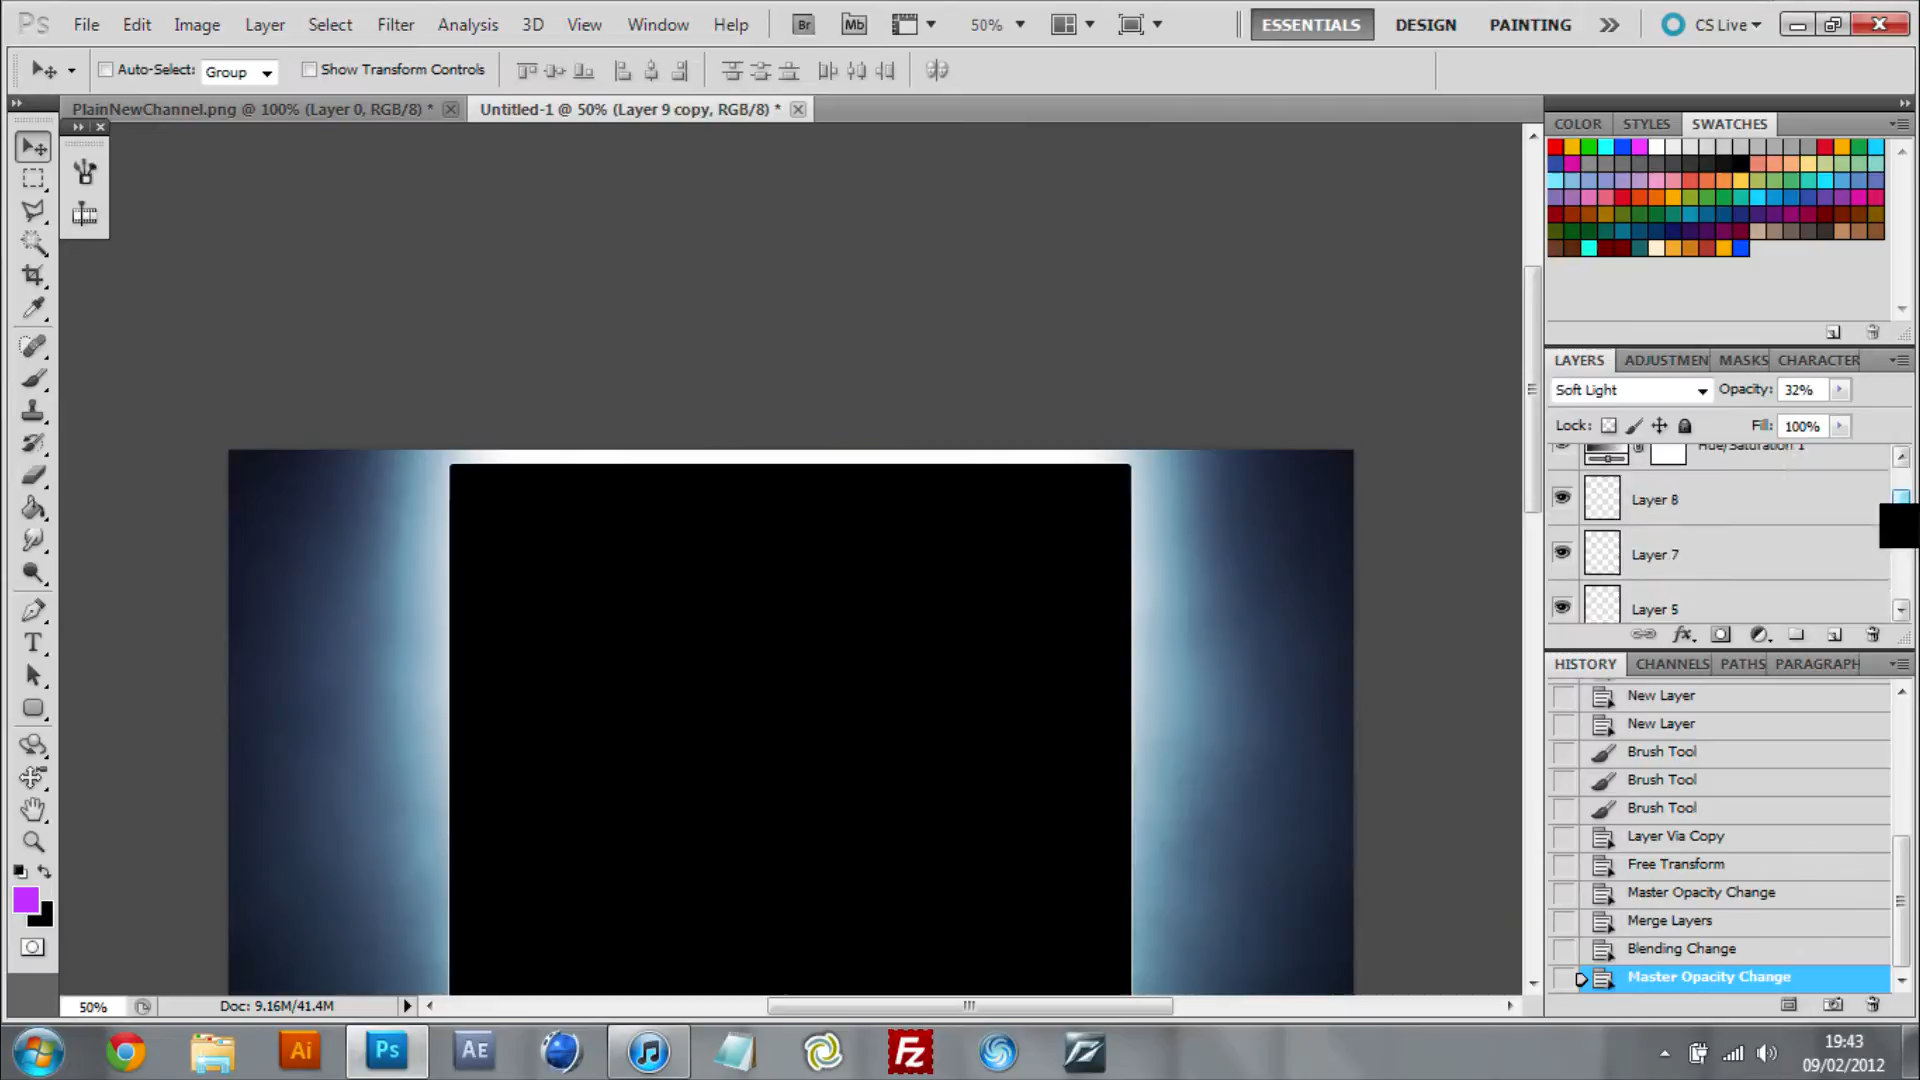 Ps File Edit Image Layer Select Filter Analysis 3D View Window Help Br Mb 50% ESSENTIALS DESIGN PAINTING CS Live
Auto-Select: Group Show Transform Controls
PlainNewChannel.png @ 100% (Layer 0, RGB/8) * Untitled-1 @ 50% (Layer 9 copy, RGB/8) *
COLOR STYLES SWATCHES
LAYERS ADJUSTMEN MASKS CHARACTER
Soft Light Opacity: 32%
Lock: Fill: 100%
Hue/Saturation 1
Layer 8
Layer 7
Layer 5
fx
HISTORY CHANNELS PATHS PARAGRAPH
New Layer
New Layer
Brush Tool
Brush Tool
Brush Tool
Layer Via Copy
Free Transform
Master Opacity Change
Merge Layers
Blending Change
Master Opacity Change
T
50% Doc: 9.16M/41.4M
Ai Ps AE Fz
19:43
09/02/2012